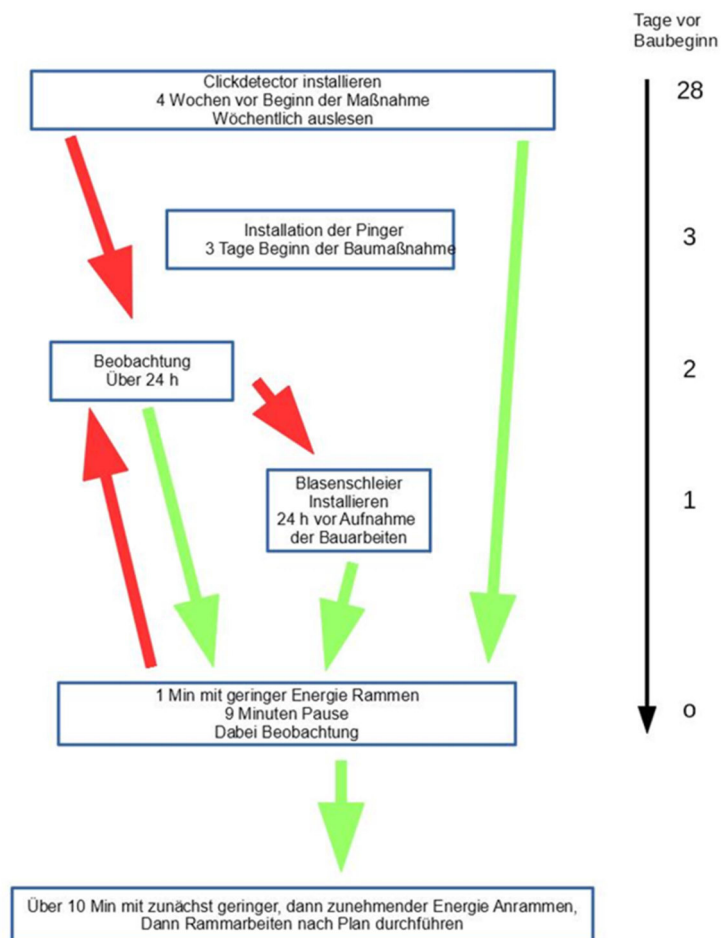 Tage vor
Baubeginn
Clickdetector installieren
4 Wochen vor Beginn der Maßnahme
Wöchentlich auslesen
28
Installation der Pinger
3 Tage Beginn der Baumaßnahme
3
Beobachtung
Über 24 h
2
Blasenschleier
Installieren
24 h vor Aufnahme
der Bauarbeiten
1
1 Min mit geringer Energie Rammen
9 Minuten Pause
Dabei Beobachtung
o
Über 10 Min mit zunächst geringer, dann zunehmender Energie Anrammen,
Dann Rammarbeiten nach Plan durchführen